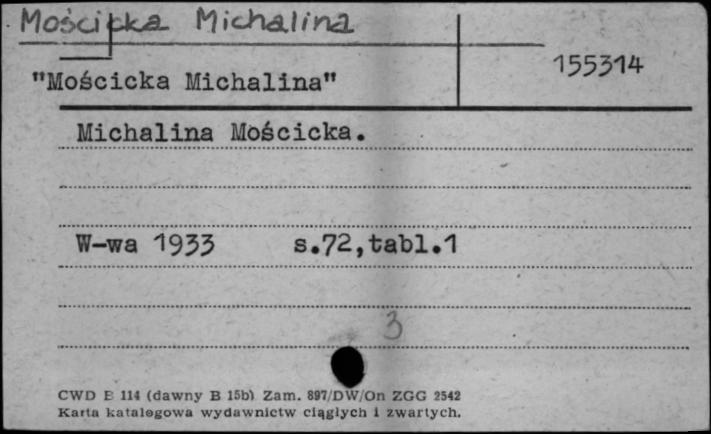 Mościcka Michalina
155314
"Mościcka Michalina"
Michalina Mościcka.
W-wa 1933 s.72,tabl.1
3
CWD B 114 (dawny B 15b) Zam. 897/DW/On ZGG 2542
Karta katalogowa wydawnictw ciągłych i zwartych.